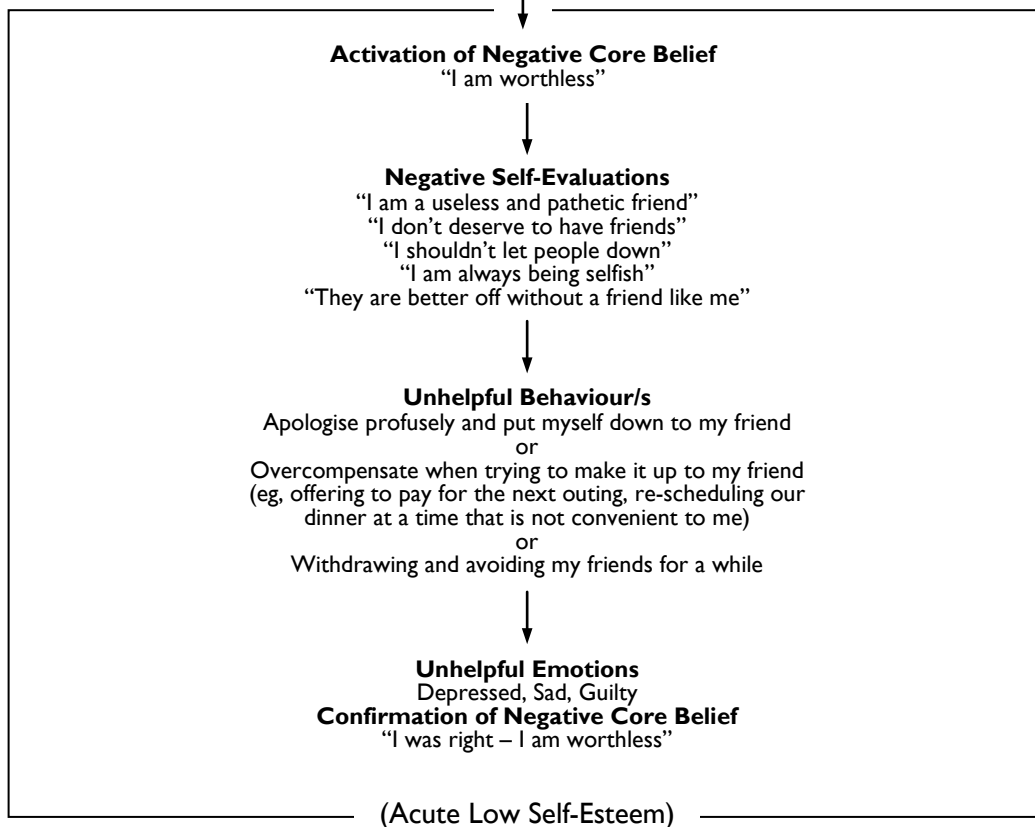 Activation of Negative Core Belief
“I am worthless”
Negative Self-Evaluations
“I am a useless and pathetic friend”
“I don’t deserve to have friends”
“I shouldn’t let people down”
“I am always being selfish”
“They are better off without a friend like me”
Unhelpful Behaviour/s
Apologise profusely and put myself down to my friend
or
Overcompensate when trying to make it up to my friend
(eg, offering to pay for the next outing, re-scheduling our
dinner at a time that is not convenient to me)
or
Withdrawing and avoiding my friends for a while
Unhelpful Emotions
Depressed, Sad, Guilty
Confirmation of Negative Core Belief
“I was right – I am worthless”
(Acute Low Self-Esteem)